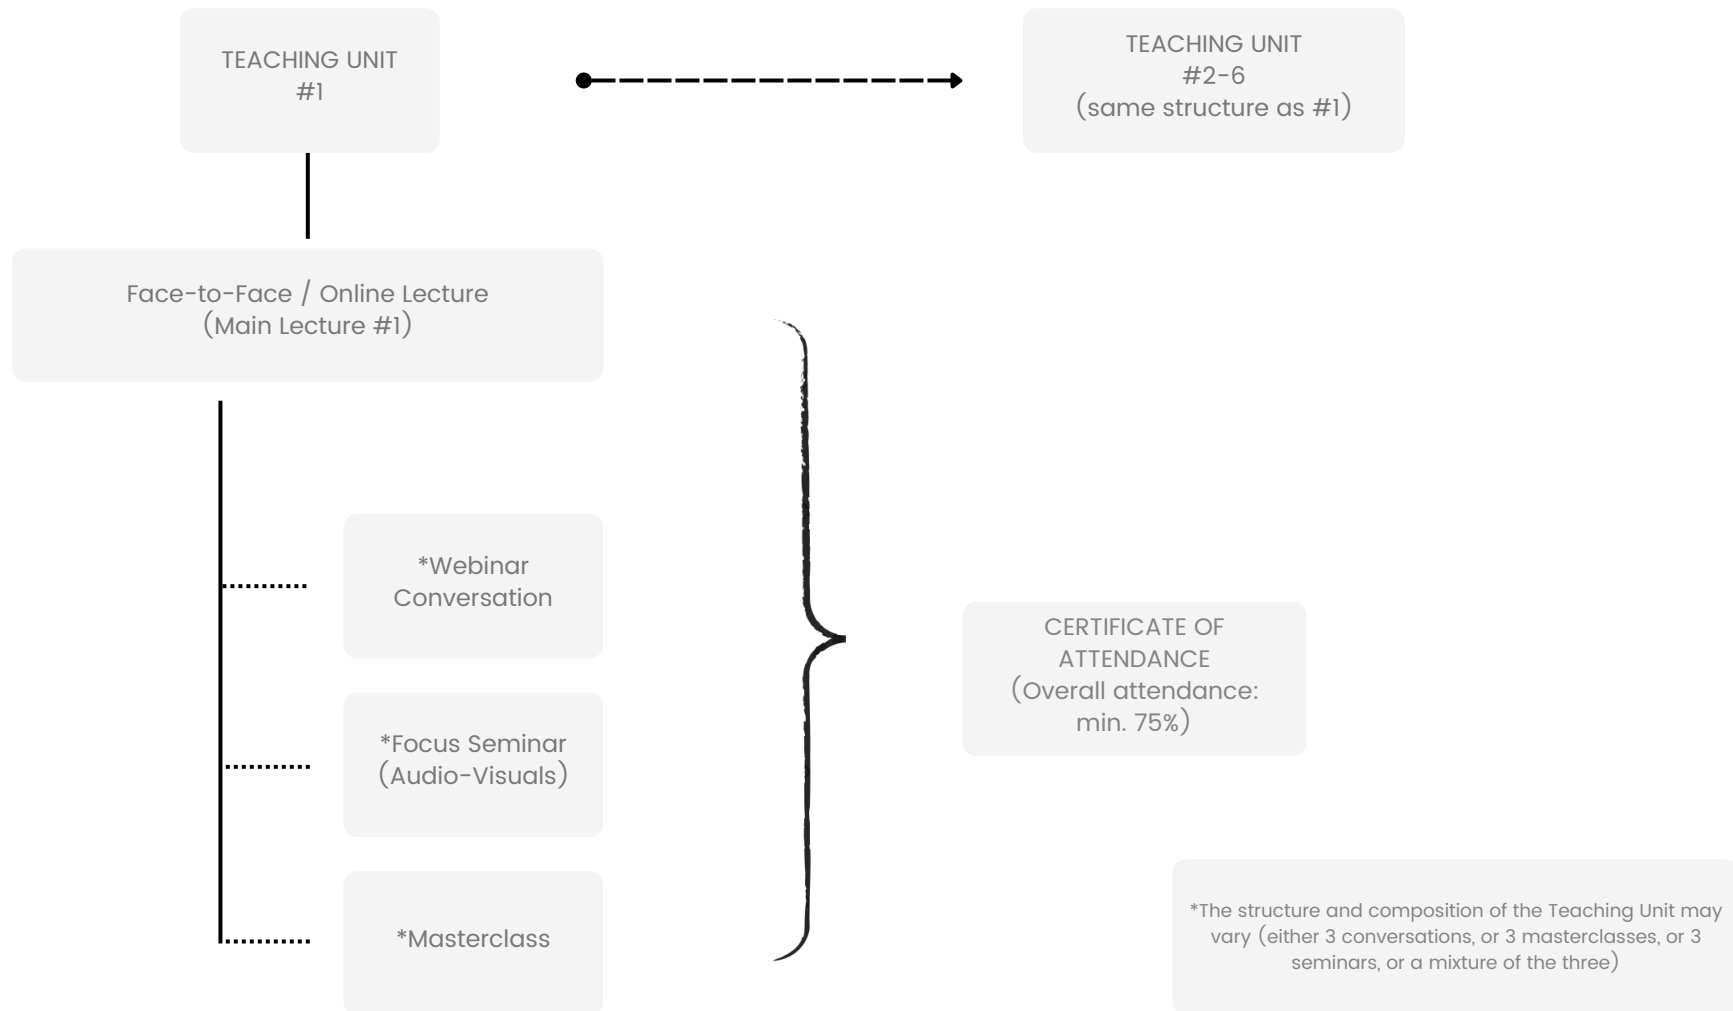 TEACHING UNIT
#1
TEACHING UNIT
#2-6
(same structure as #1)
Face-to-Face / Online Lecture
(Main Lecture #1)
*Webinar
Conversation
*Focus Seminar
(Audio-Visuals)
*Masterclass
CERTIFICATE OF
ATTENDANCE
(Overall attendance:
min. 75%)
*The structure and composition of the Teaching Unit may
vary (either 3 conversations, or 3 masterclasses, or 3
seminars, or a mixture of the three)